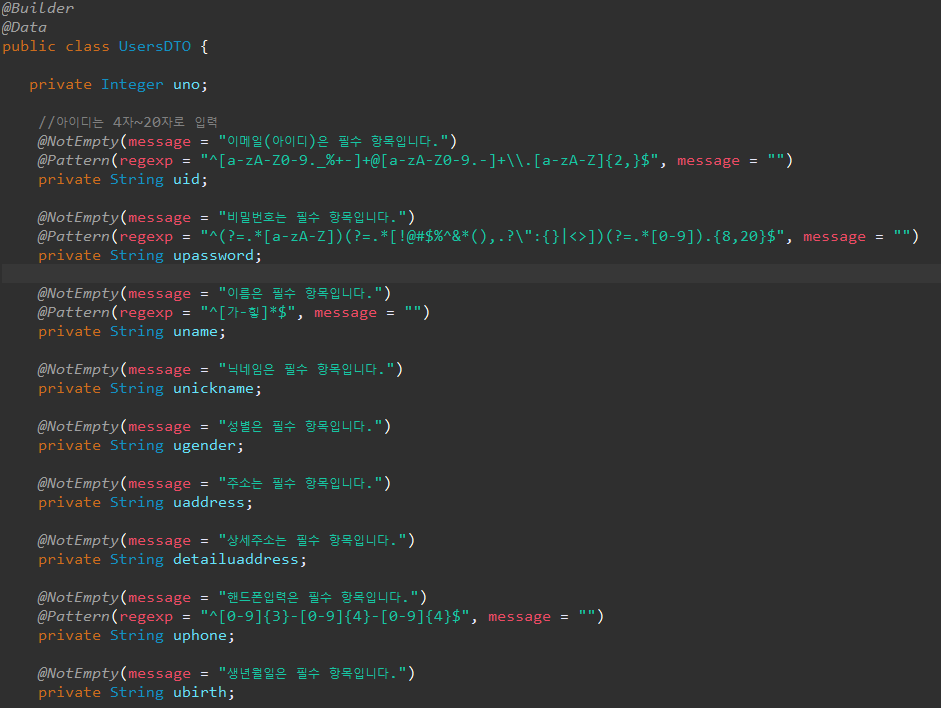 @Builder
@Data
public class UsersDTO {
private Integer uno;
//아이디는 4자~20자로 입력
@NotEmpty(message = "이메일(아이디)은 필수 항목입니다.")
@Pattern(regexp = "^[a-zA-Z0-9._%+-]+@[a-zA-Z0-9.-]+\\.[a-zA-Z]{2,}$", message = "")
private String uid;
@NotEmpty(message = "비밀번호는 필수 항목입니다.")
@Pattern(regexp = "^(?=.*[a-zA-Z])(?=.*[!@#$%^&*(),.?\":{}|<>])(?=.*[0-9]).{8,20}$", message = "")
private String upassword;
@NotEmpty(message = "이름은 필수 항목입니다.")
@Pattern(regexp = "^[가-힣]*$", message = "")
private String uname;
@NotEmpty(message = "닉네임은 필수 항목입니다.")
private String unickname;
@NotEmpty(message = "성별은 필수 항목입니다.")
private String ugender;
@NotEmpty(message = "주소는 필수 항목입니다.")
private String uaddress;
@NotEmpty(message = "상세주소는 필수 항목입니다.")
private String detailuaddress;
@NotEmpty(message = "핸드폰입력은 필수 항목입니다.")
@Pattern(regexp = "^[0-9]{3}-[0-9]{4}-[0-9]{4}$", message = "")
private String uphone;
@NotEmpty(message = "생년월일은 필수 항목입니다.")
private String ubirth;